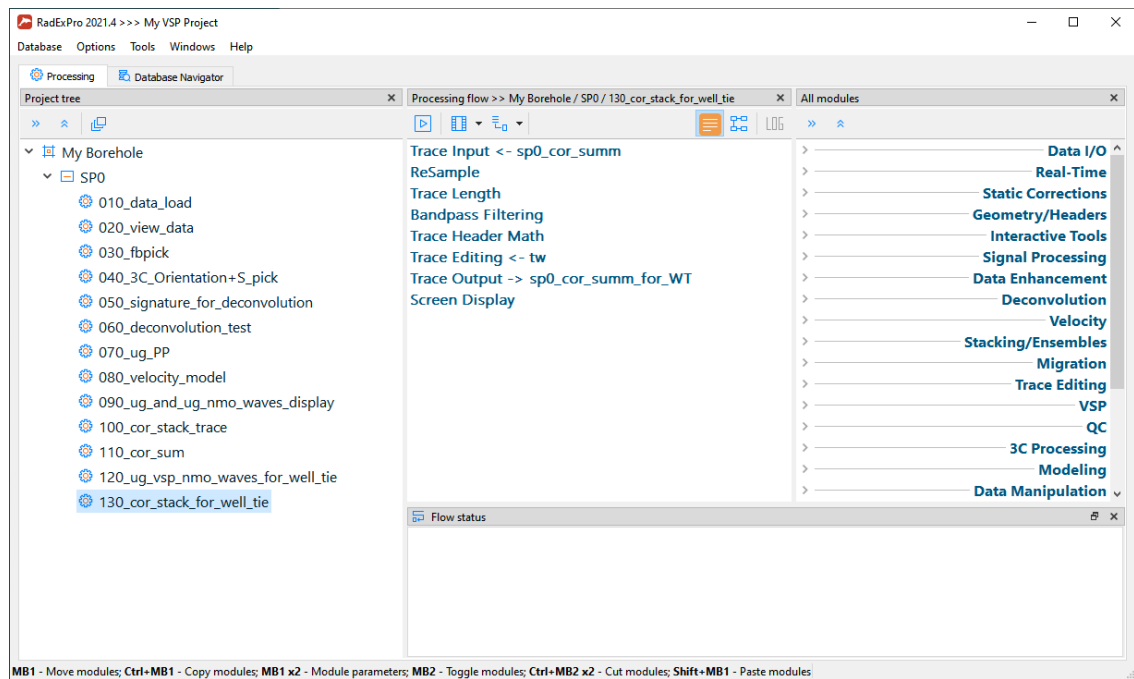 RadExPro 2021.4 >>> My VSP Project
Database Options Tools Windows Help
Processing Database Navigator
Project tree
My Borehole
SP0
010_data_load
020_view_data
030_fbpick
040_3C_Orientation+S_pick
050_signature_for_deconvolution
060_deconvolution_test
070_ug_PP
080_velocity_model
090_ug_and_ug_nmo_waves_display
100_cor_stack_trace
110_cor_sum
120_ug_vsp_nmo_waves_for_well_tie
130_cor_stack_for_well_tie
Processing flow >> My Borehole / SP0 / 130_cor_stack_for_well_tie
LOG
Trace Input <- sp0_cor_summ
ReSample
Trace Length
Bandpass Filtering
Trace Header Math
Trace Editing <- tw
Trace Output -> sp0_cor_summ_for_WT
Screen Display
All modules
Data I/O
Real-Time
Static Corrections
Geometry/Headers
Interactive Tools
Signal Processing
Data Enhancement
Deconvolution
Velocity
Stacking/Ensembles
Migration
Trace Editing
VSP
QC
3C Processing
Modeling
Data Manipulation
Flow status
MB1 - Move modules; Ctrl+MB1 - Copy modules; MB1 x2 - Module parameters; MB2 - Toggle modules; Ctrl+MB2 x2 - Cut modules; Shift+MB1 - Paste modules